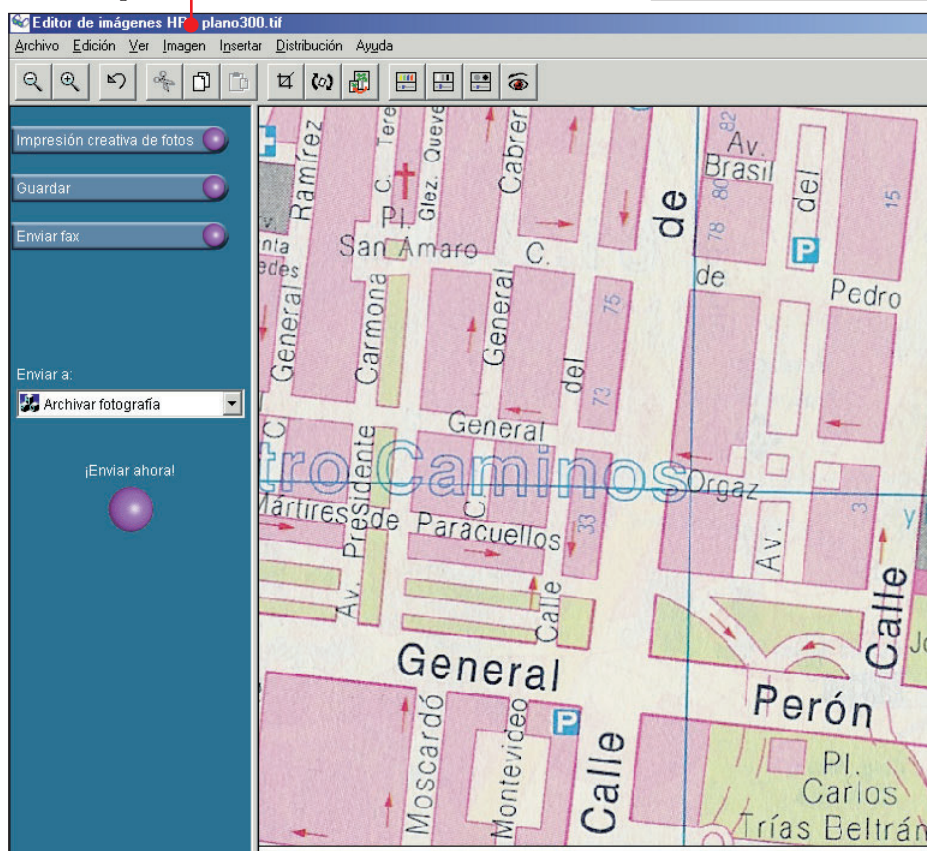 Editor de imágenes HP - plano300.tif
Archivo Edición Ver Imagen Insertar Distribución Ayuda
Impresión creativa de fotos
Guardar
Enviar fax
Enviar a:
Archivar fotografía
¡Enviar ahora!
Ramírez
C. Tere
Glez. Queve
Cabrer
de
82
Av.
Brasil
80
78
del
15
Pl.
San Amaro
C.
de
Pedro
nta
edes
General
Carmona
General
del
75
73
General
C.
tro Caminos
Orgaz
Mártires de Paracuellos
C.
33
Av. Presidente
Calle
Av.
3
y
Calle
Jo
General
Perón
P
P
Moscardó
Montevideo
Calle
Pl.
Carlos
Trías Beltrán